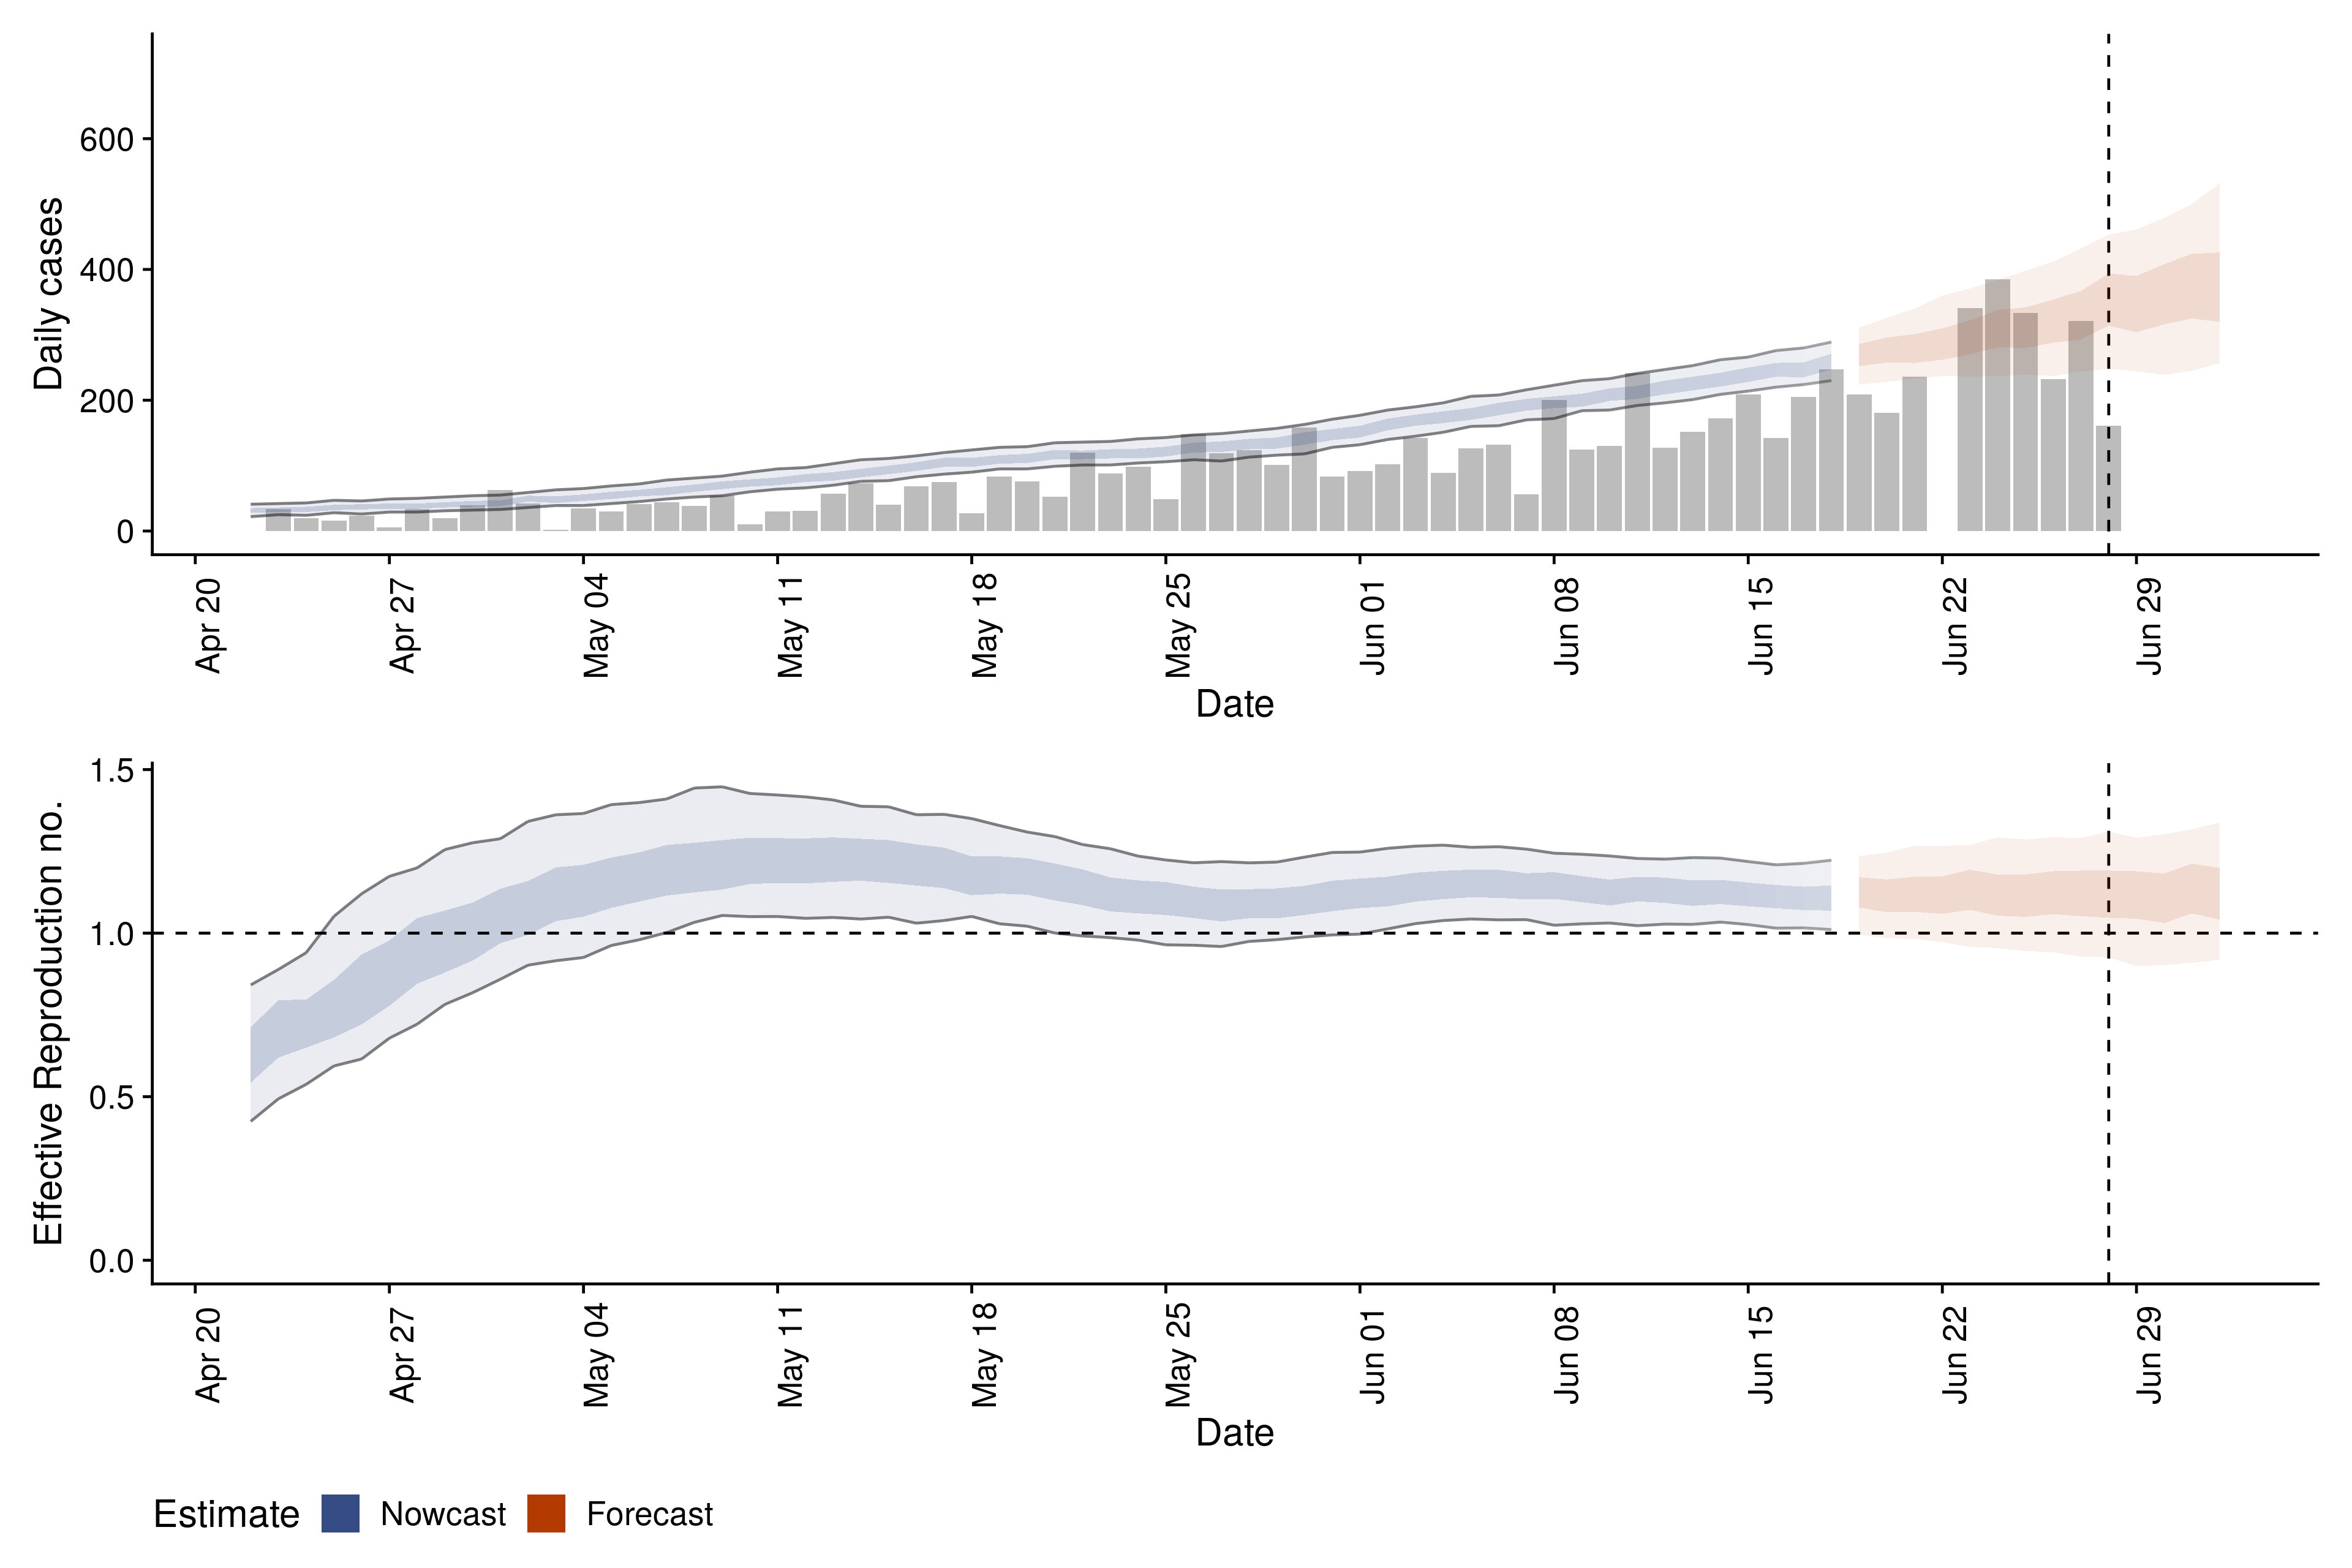 Daily cases
600
400
200
0
Apr 20
Apr 27
May 04
May 11
May 18
May 25
Jun 01
Jun 08
Jun 15
Jun 22
Jun 29
Date
Effective Reproduction no.
1.5
1.0
0.5
0.0
Apr 20
Apr 27
May 04
May 11
May 18
May 25
Jun 01
Jun 08
Jun 15
Jun 22
Jun 29
Date
Estimate Nowcast Forecast